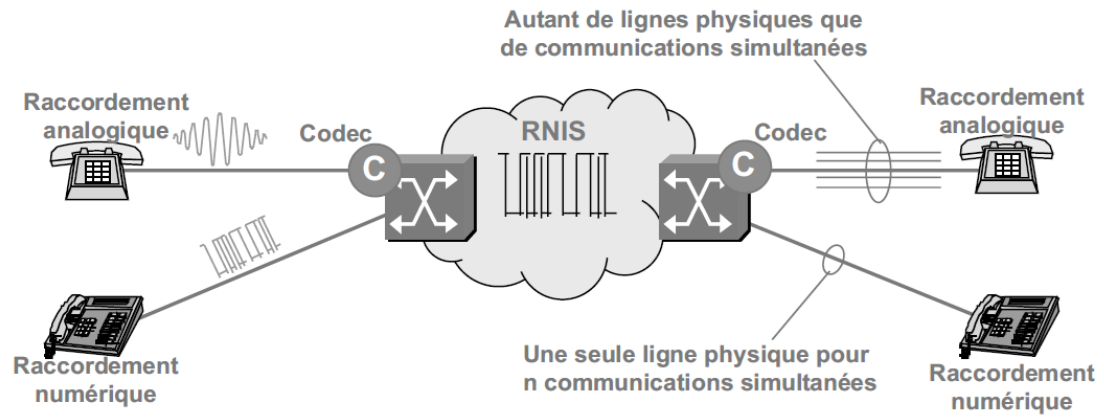 Autant de lignes physiques que
de communications simultanées
Raccordement
analogique
Codec
C
RNIS
Codec
C
Raccordement
analogique
Raccordement
numérique
Une seule ligne physique pour
n communications simultanées
Raccordement
numérique